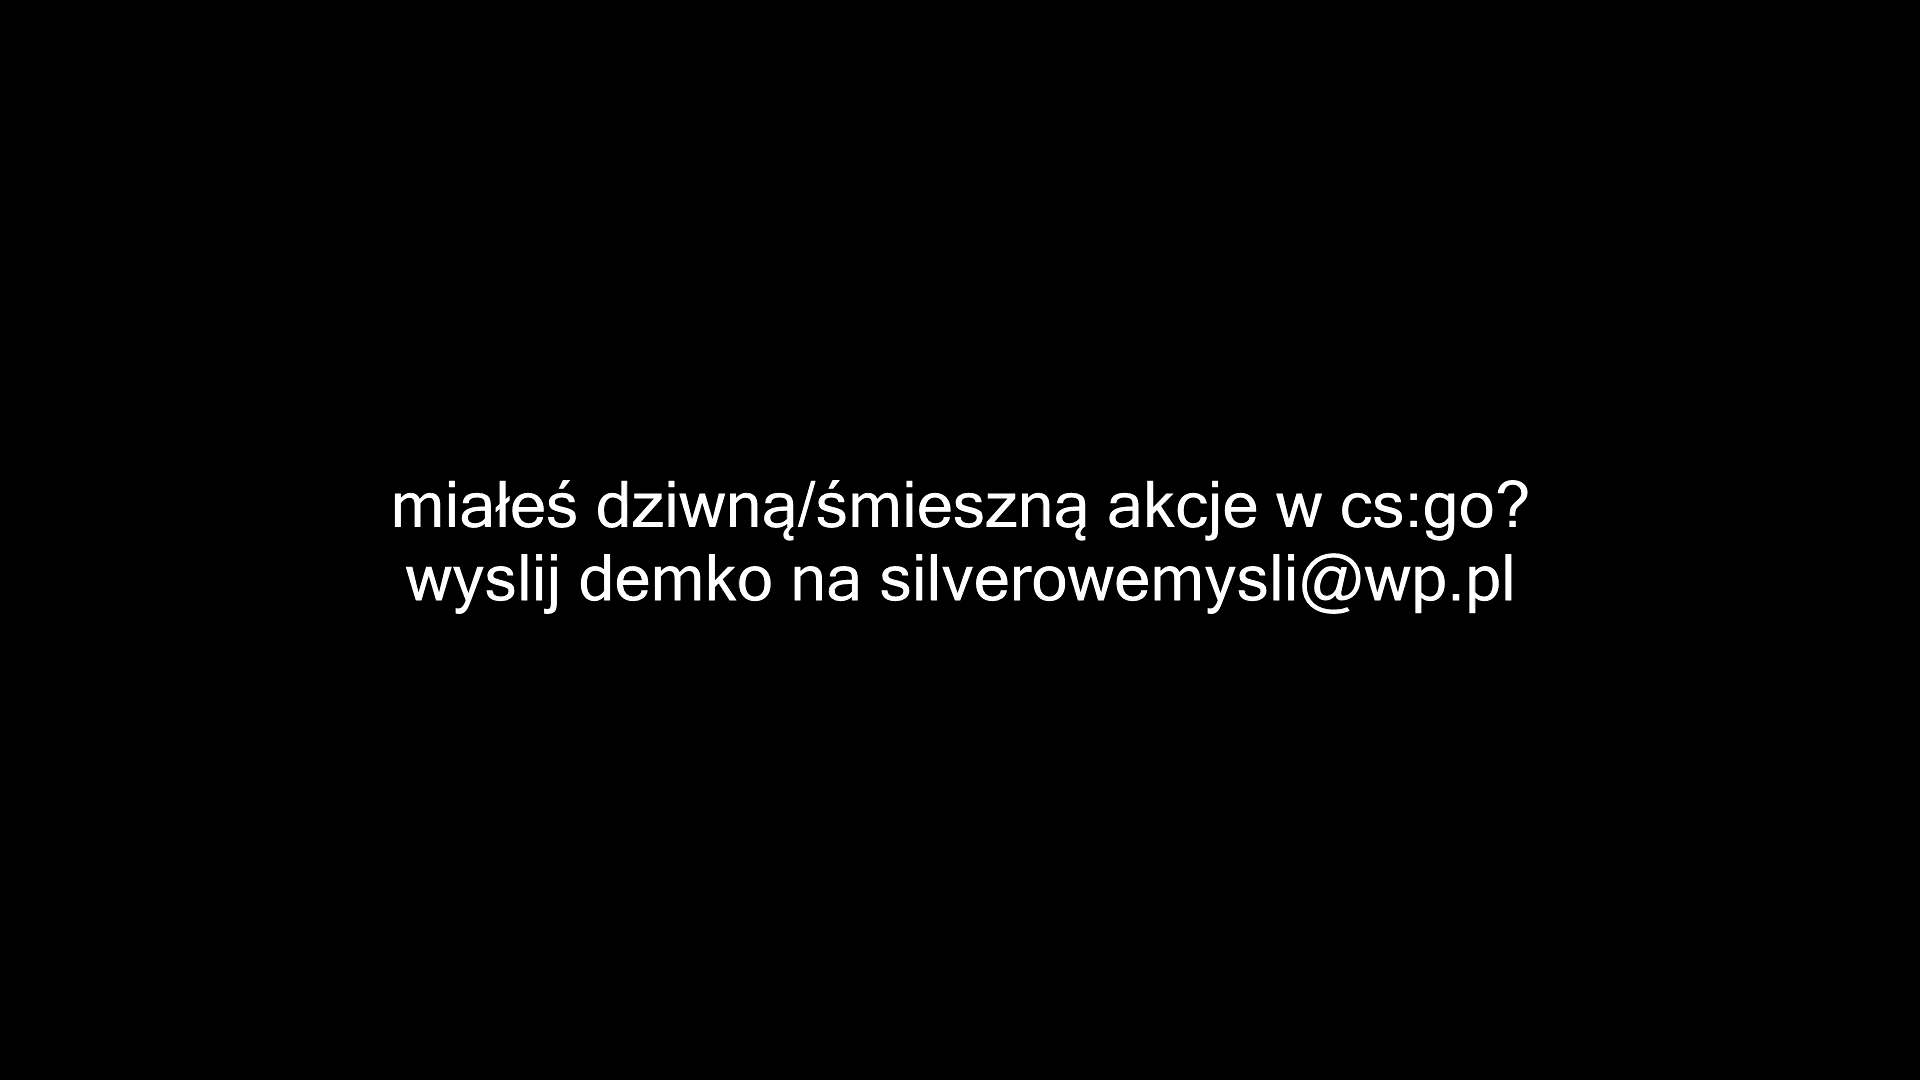 miałeś dziwną/śmieszną akcje w cs:go?
wyslij demko na silverowemysli@wp.pl